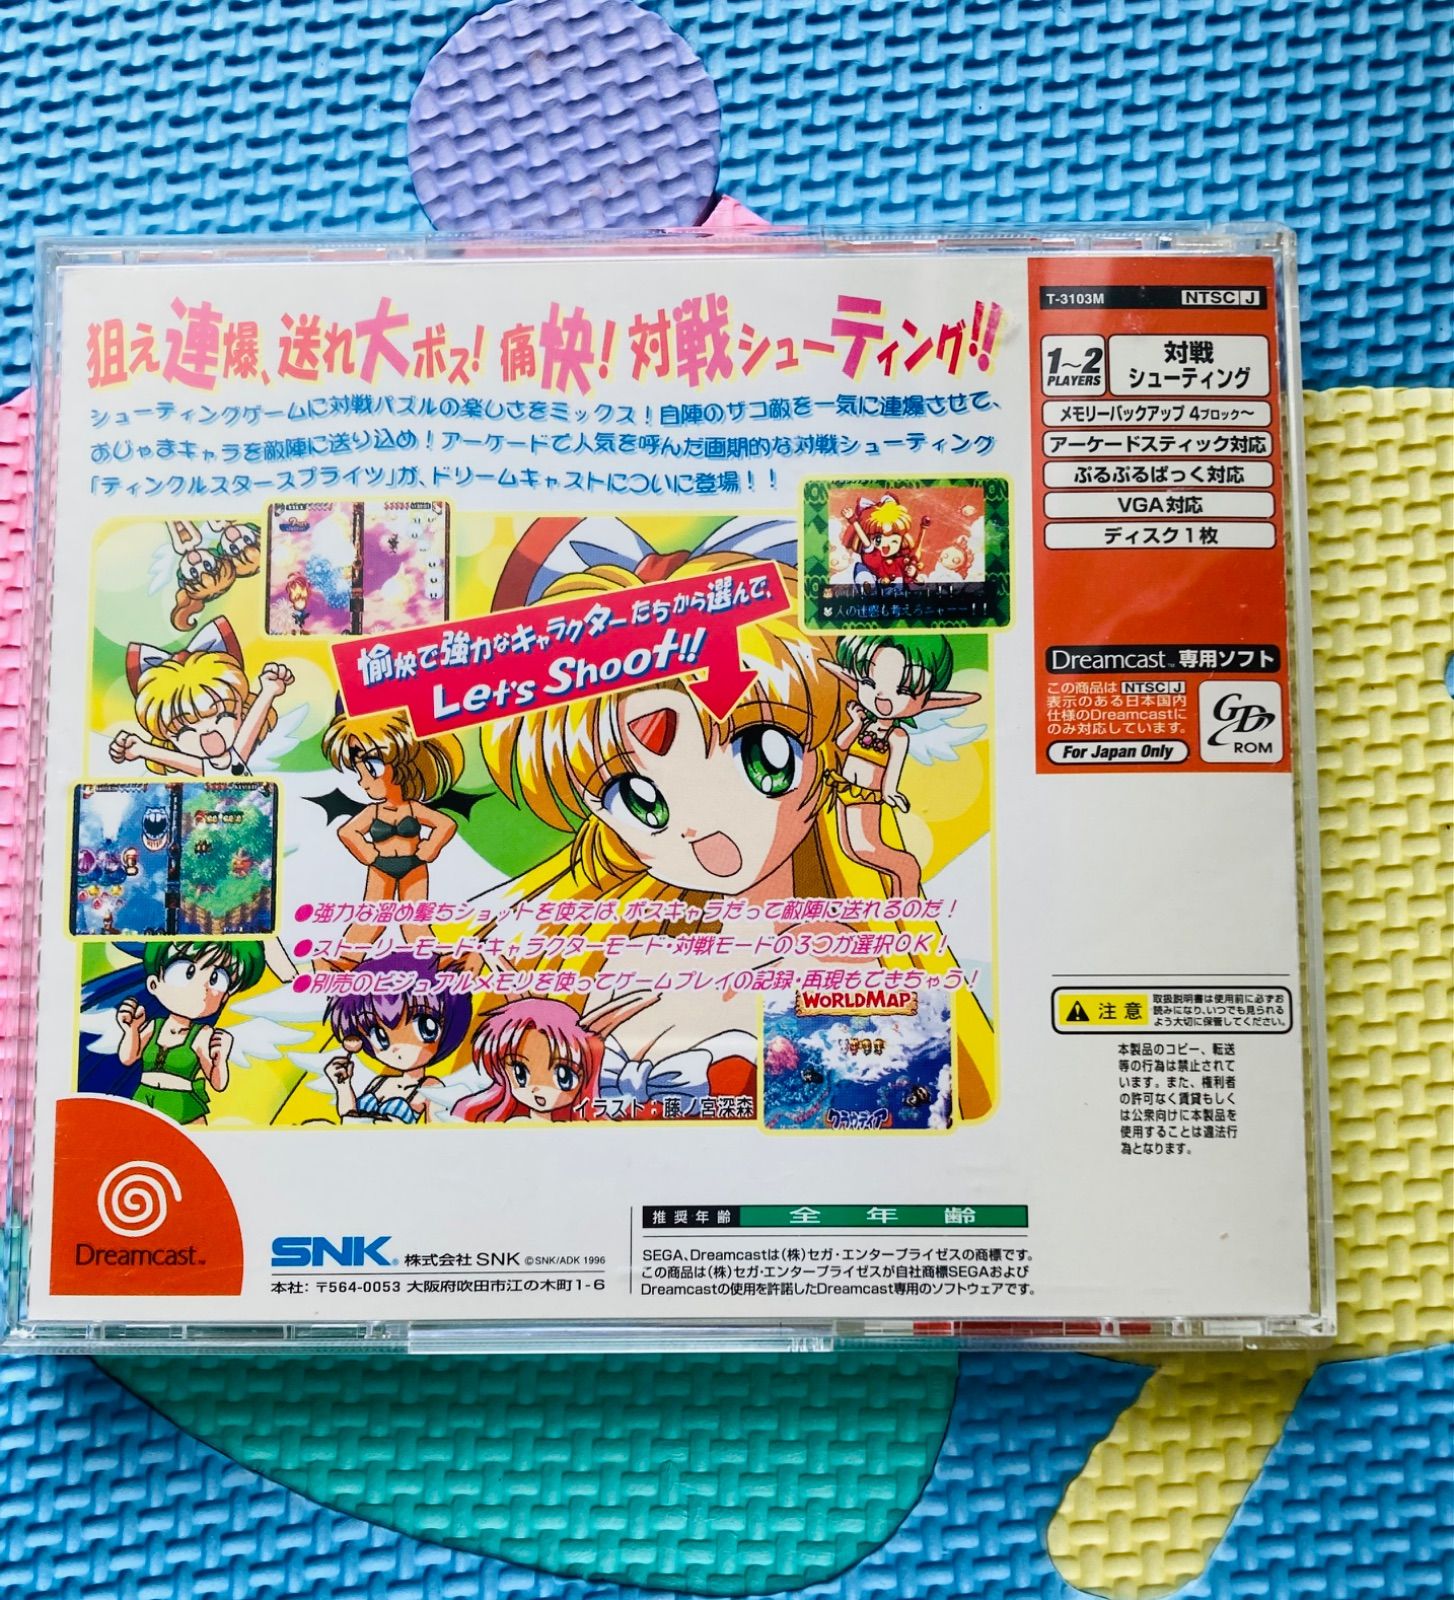 狙え連爆、送れ大ボス! 痛快! 対戦シューティング!!
シューティングゲームに対戦パズルの楽しさをミックス!自陣のザコ敵を一気に連爆させて、
おじゃまキャラを敵陣に送り込め!アーケードで人気を呼んだ画期的な対戦シューティング
「ティンクルスタースプライツ」が、ドリームキャストについに登場!!
人の迷惑も考えろニャーー!!
愉快で強力なキャラクターたちから選んで、
Let's Shoot!!
●強力な溜め撃ちショットを使えば、ボスキャラだって敵陣に送れるのだ!
●ストーリーモード・キャラクターモード・対戦モードの3つが選択OK!
●別売のビジュアルメモリを使ってゲームプレイの記録・再現もできちゃう!
WORLDMAP
イラスト:藤ノ宮深森
T-3103M
NTSC J
1~2
PLAYERS
対戦
シューティング
メモリーバックアップ 4ブロック~
アーケードスティック対応
ぷるぷるぱっく対応
VGA対応
ディスク1枚
Dreamcast™ 専用ソフト
この商品は NTSC J
表示のある日本国内
仕様のDreamcastに
のみ対応しています。
For Japan Only
GD
ROM
注意
取扱説明書は使用前に必ずお
読みになり、いつでも見られる
よう大切に保管してください。
本製品のコピー、転送
等の行為は禁止されて
います。また、権利者
の許可なく賃貸もしく
は公衆向けに本製品を
使用することは違法行
為となります。
Dreamcast™
SNK® 株式会社 SNK ©SNK/ADK 1996
本社:〒564-0053 大阪府吹田市江の木町1-6
推奨年齢 全年齢
SEGA、Dreamcastは(株)セガ・エンタープライゼスの商標です。
この商品は(株)セガ・エンタープライゼスが自社商標SEGAおよび
Dreamcastの使用を許諾したDreamcast専用のソフトウェアです。